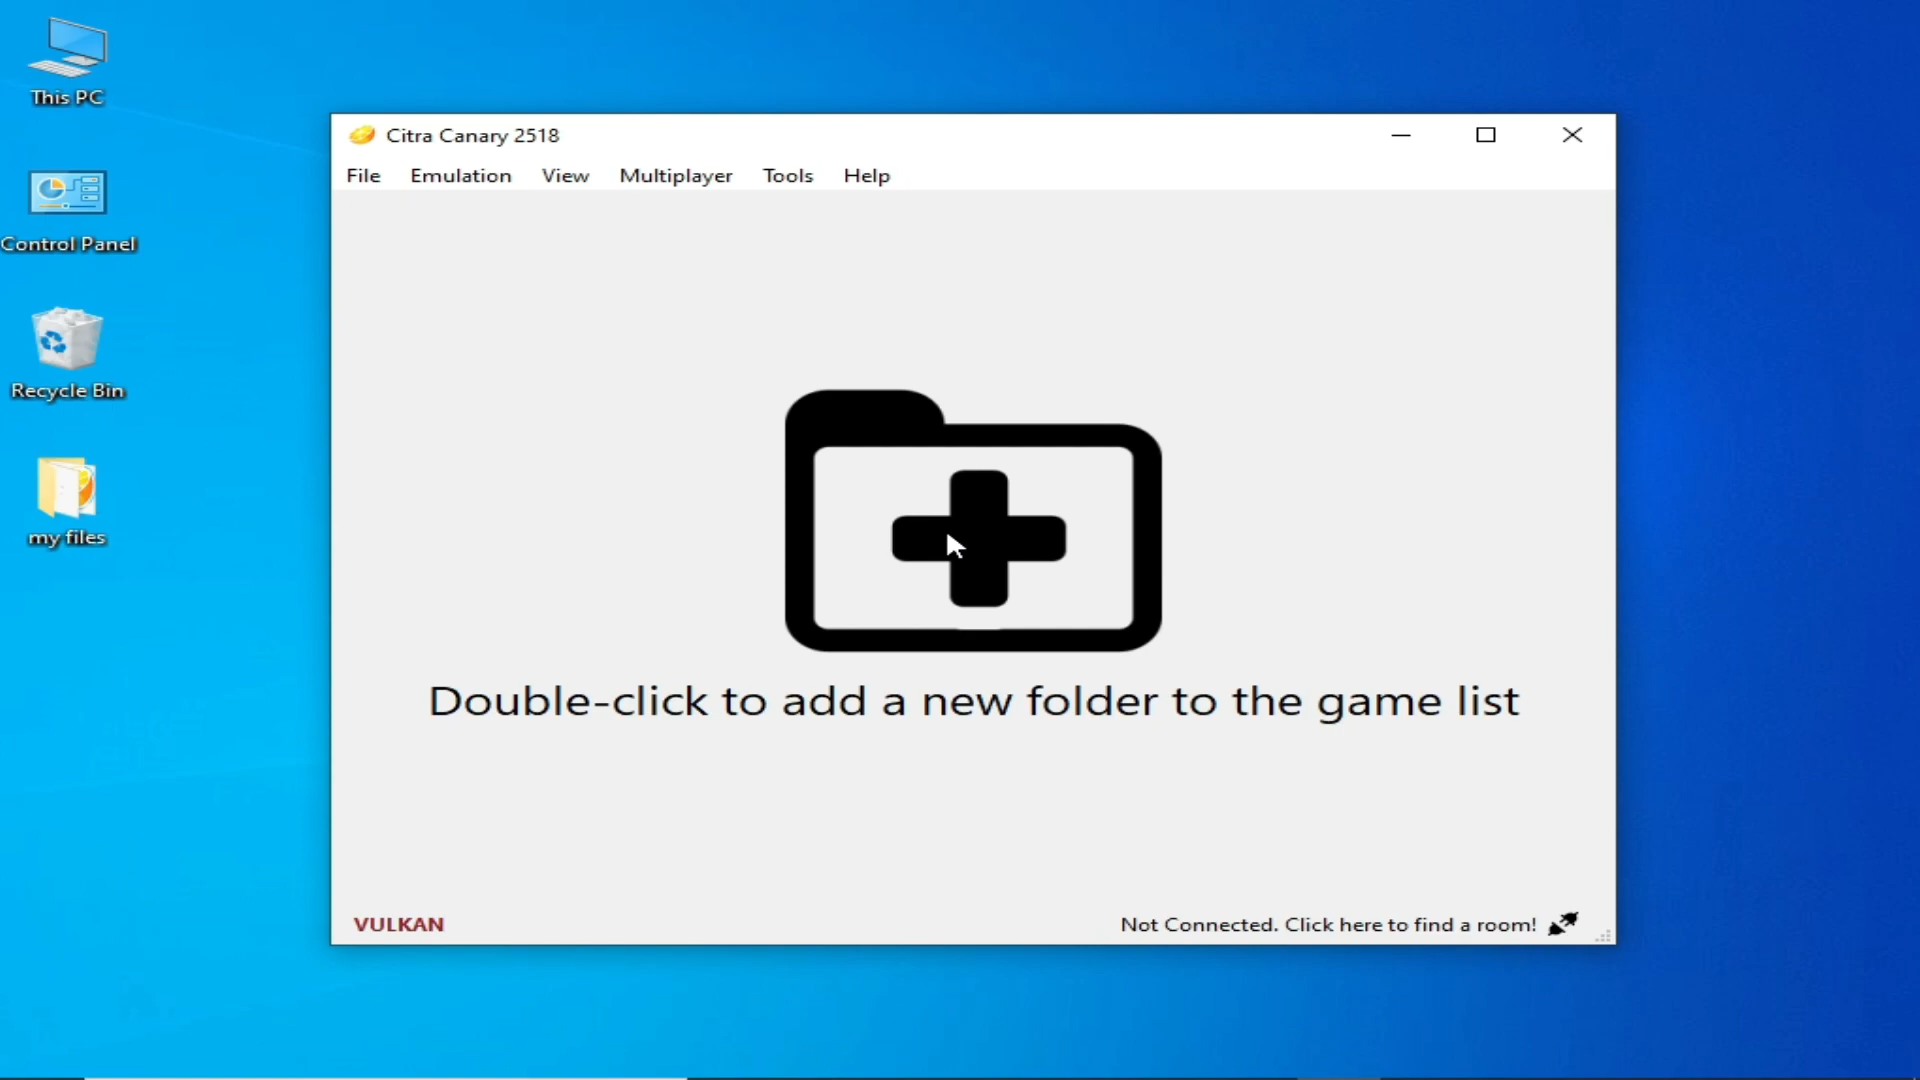 This PC
Control Panel
Recycle Bin
my files
Citra Canary 2518
File Emulation View Multiplayer Tools Help
Double-click to add a new folder to the game list
VULKAN
Not Connected. Click here to find a room!